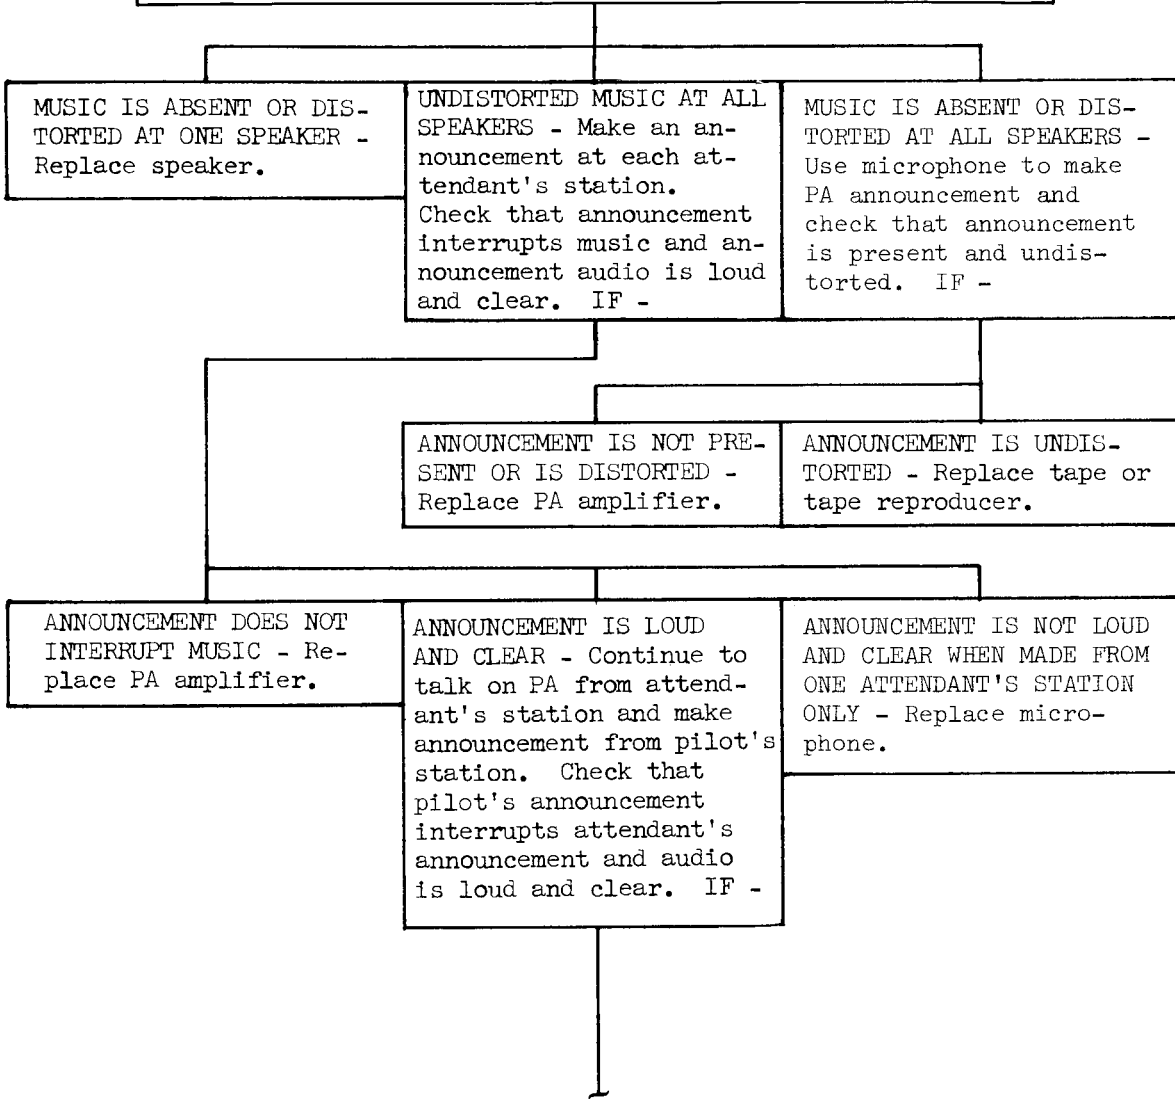 MUSIC IS ABSENT OR DIS-
TORTED AT ONE SPEAKER -
Replace speaker.
UNDISTORTED MUSIC AT ALL
SPEAKERS - Make an an-
nouncement at each at-
tendant's station.
Check that announcement
interrupts music and an-
nouncement audio is loud
and clear. IF -
MUSIC IS ABSENT OR DIS-
TORTED AT ALL SPEAKERS -
Use microphone to make
PA announcement and
check that announcement
is present and undis-
torted. IF -
ANNOUNCEMENT IS NOT PRE-
SENT OR IS DISTORTED -
Replace PA amplifier.
ANNOUNCEMENT IS UNDIS-
TORTED - Replace tape or
tape reproducer.
ANNOUNCEMENT DOES NOT
INTERRUPT MUSIC - Re-
place PA amplifier.
ANNOUNCEMENT IS LOUD
AND CLEAR - Continue to
talk on PA from attend-
ant's station and make
announcement from pilot's
station. Check that
pilot's announcement
interrupts attendant's
announcement and audio
is loud and clear. IF -
ANNOUNCEMENT IS NOT LOUD
AND CLEAR WHEN MADE FROM
ONE ATTENDANT'S STATION
ONLY - Replace micro-
phone.